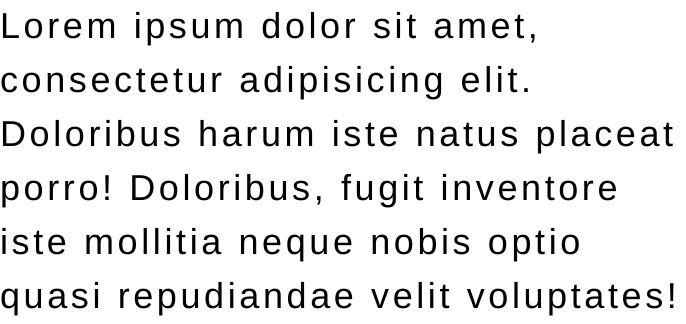 Lorem ipsum dolor sit amet,
consectetur adipisicing elit.
Doloribus harum iste natus placeat
porro! Doloribus, fugit inventore
iste mollitia neque nobis optio
quasi repudiandae velit voluptates!